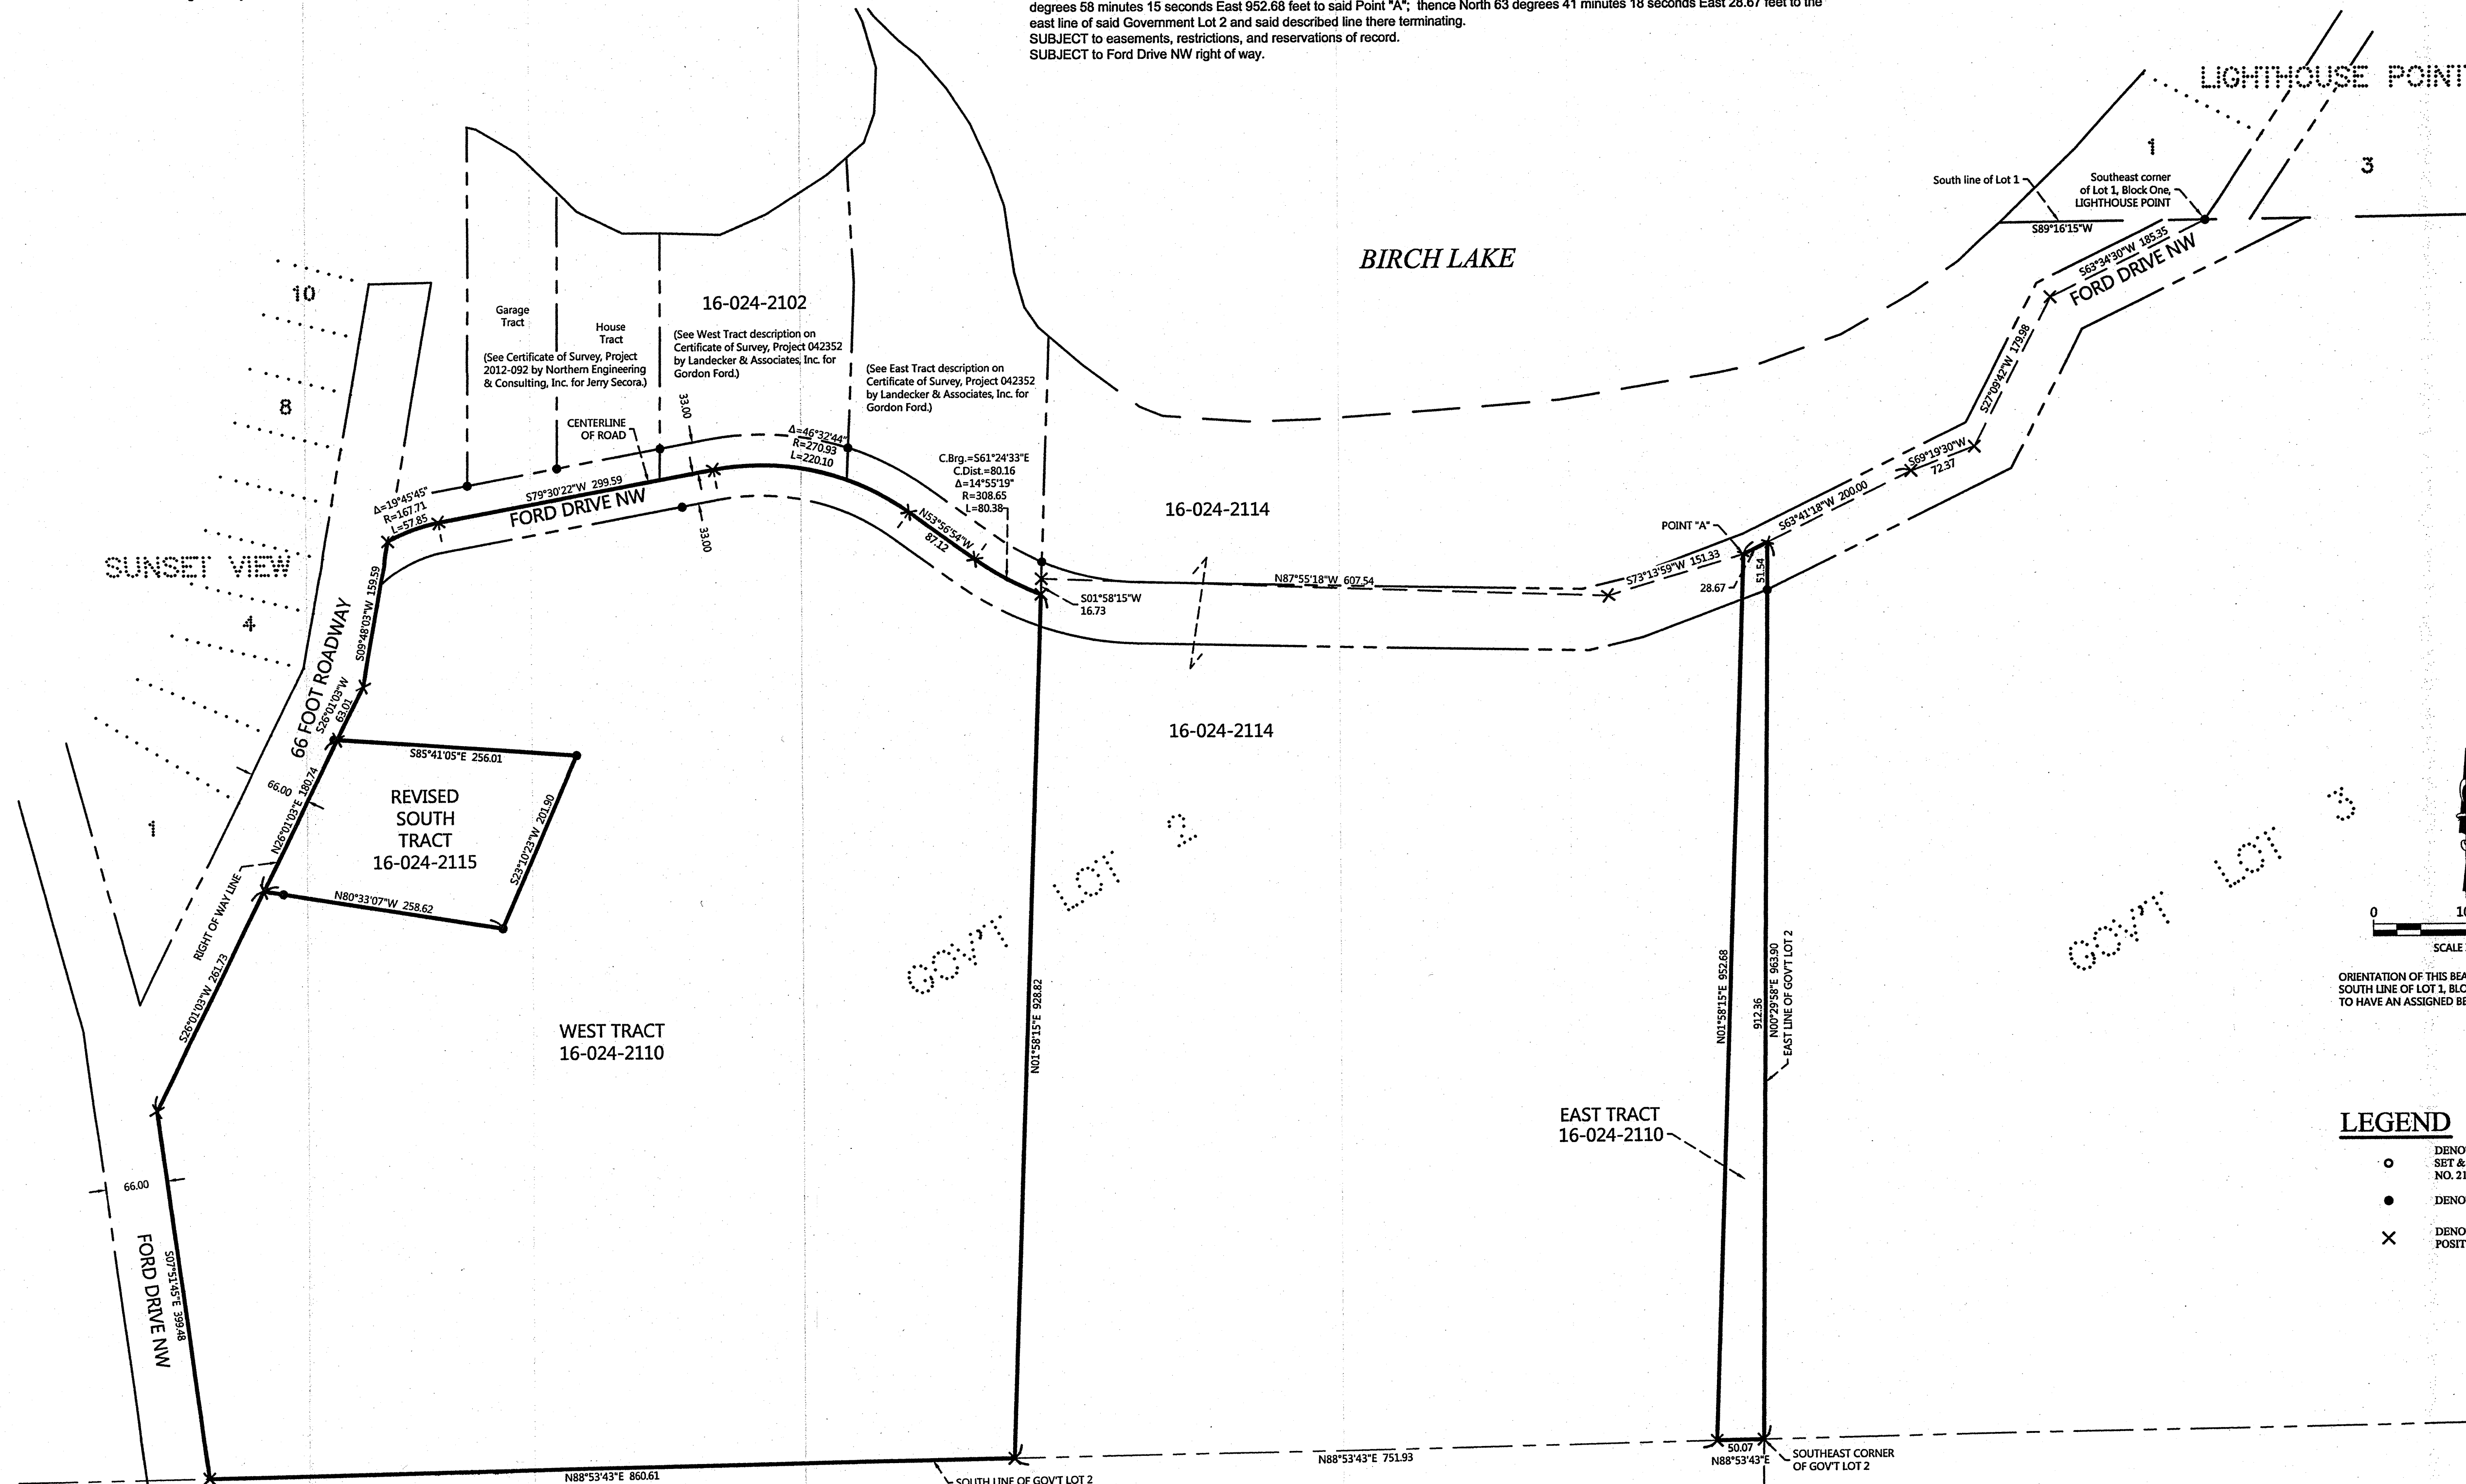 degrees 58 minutes 15 seconds East 952.68 feet to said Point "A"; thence North 63 degrees 41 minutes 18 seconds East 28.67 feet to the
east line of said Government Lot 2 and said described line there terminating.
SUBJECT to easements, restrictions, and reservations of record.
SUBJECT to Ford Drive NW right of way.
LIGHTHOUSE POINT
1
3
South line of Lot 1
Southeast corner
of Lot 1, Block One,
LIGHTHOUSE POINT
S89°16'15"W
S63°34'30"W 185.35
FORD DRIVE NW
BIRCH LAKE
S27°09'42"W 179.98
S69°19'30"W
72.37
S63°41'18"W 200.00
POINT "A"
S73°13'59"W 151.33
28.67
51.54
10
8
4
1
SUNSET VIEW
Garage
Tract
House
Tract
(See Certificate of Survey, Project
2012-092 by Northern Engineering
& Consulting, Inc. for Jerry Secora.)
16-024-2102
(See West Tract description on
Certificate of Survey, Project 042352
by Landecker & Associates, Inc. for
Gordon Ford.)
(See East Tract description on
Certificate of Survey, Project 042352
by Landecker & Associates, Inc. for
Gordon Ford.)
CENTERLINE
OF ROAD
33.00
33.00
Δ=46°32'44"
R=270.93
L=220.10
C.Brg.=S61°24'33"E
C.Dist.=80.16
Δ=14°55'19"
R=308.65
L=80.38
Δ=19°45'45"
R=167.71
L=57.85
S79°30'22"W 299.59
FORD DRIVE NW
N53°56'54"W
87.12
16-024-2114
N87°55'18"W 607.54
S01°58'15"W
16.73
16-024-2114
S09°48'03"W 159.59
66 FOOT ROADWAY
S26°01'03"W
63.01
S85°41'05"E 256.01
66.00
N26°01'03"E 180.74
REVISED
SOUTH
TRACT
16-024-2115
S23°10'23"W 201.90
N80°33'07"W 258.62
RIGHT OF WAY LINE
S26°01'03"W 261.73
GOV'T LOT 2
GOV'T LOT 3
WEST TRACT
16-024-2110
N01°58'15"E 928.82
N01°58'15"E 952.68
912.36
N00°29'58"E 963.90
EAST LINE OF GOV'T LOT 2
EAST TRACT
16-024-2110
66.00
FORD DRIVE NW
S07°51'45"E 399.48
N88°53'43"E 860.61
SOUTH LINE OF GOV'T LOT 2
N88°53'43"E 751.93
50.07
N88°53'43"E
SOUTHEAST CORNER
OF GOV'T LOT 2
0
SCALE
ORIENTATION OF THIS
SOUTH LINE OF LOT 1,
TO HAVE AN ASSIGNED
LEGEND
SET &
NO.